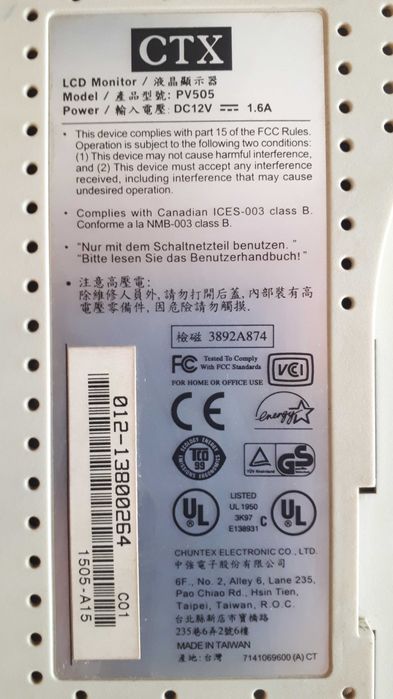 CTX
LCD Monitor / 液晶顯示器
Model / 產品型號: PV505
Power / 輸入電壓: DC12V ⎓ 1.6A
• This device complies with part 15 of the FCC Rules.
Operation is subject to the following two conditions:
(1) This device may not cause harmful interference,
and (2) This device must accept any interference
received, including interference that may cause
undesired operation.
• Complies with Canadian ICES-003 class B.
Conforme a la NMB-003 class B.
• "Nur mit dem Schaltnetzteil benutzen. "
"Bitte lesen Sie das Benutzerhandbuch! "
• 注意高壓電:
除維修人員外,請勿打開后蓋,內部裝有高
電壓零備件, 因危險請勿觸摸.
檢磁 3892A874
FC Tested To Comply
With FCC Standards
FOR HOME OR OFFICE USE
VCI
CE
energy
ECOLOGY ENERGY
TCO
99
EMISSIONS ERGONOMICS
TÜV Rheinland
GS
UL
LISTED
UL 1950
3K97
E138931
C UL
012-13800264
C01
1505-A15
CHUNTEX ELECTRONIC CO., LTD.
中強電子股份有限公司
6F., No. 2, Alley 6, Lane 235,
Pao Chiao Rd., Hsin Tien,
Taipei, Taiwan, R.O.C.
台北縣新店市寶橋路
235巷6弄2號6樓
MADE IN TAIWAN
產地: 台灣 7141069600 (A) CT